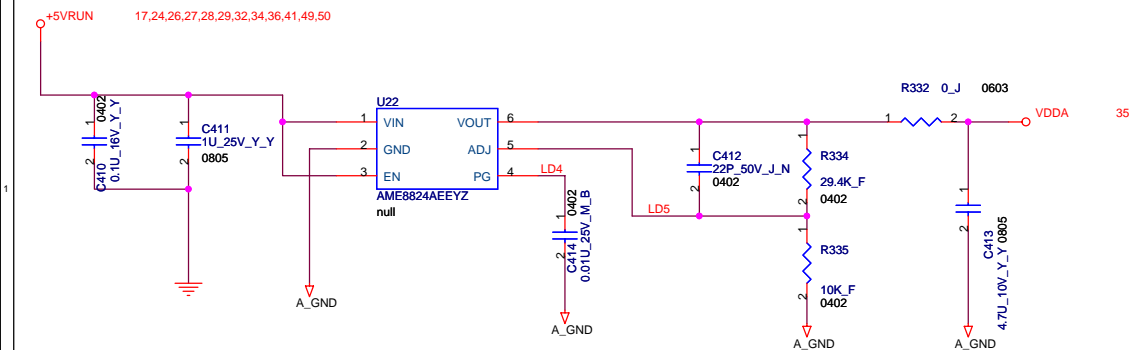 +5VRUN
17,24,26,27,28,29,32,34,36,41,49,50
1
2
C410
0.1U_16V_Y_Y
0402
1
2
C411
1U_25V_Y_Y
0805
U22
1
VIN
2
GND
3
EN
VOUT
6
ADJ
5
PG
4
AME8824AEEYZ
null
A_GND
LD4
1
2
C414
0.01U_25V_M_B
0402
A_GND
LD5
1
2
C412
22P_50V_J_N
0402
1
2
R334
29.4K_F
0402
1
2
R335
10K_F
0402
A_GND
R332 0_J 0603
1
2
VDDA
35
1
2
C413
4.7U_10V_Y_Y
0805
A_GND
1